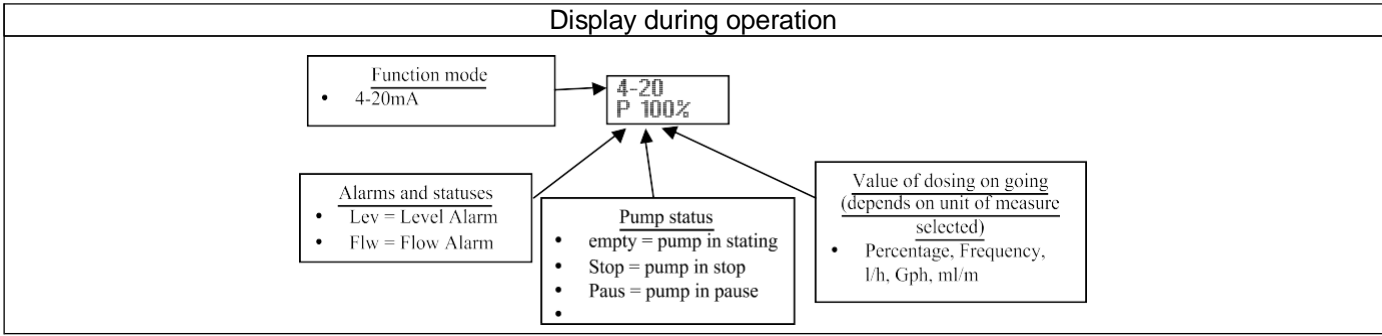 Display during operation
Function mode
• 4-20mA
4-20
P 100%
Alarms and statuses
• Lev = Level Alarm
• Flw = Flow Alarm
Pump status
• empty = pump in stating
• Stop = pump in stop
• Paus = pump in pause
•
Value of dosing on going
(depends on unit of measure
selected)
• Percentage, Frequency,
l/h, Gph, ml/m